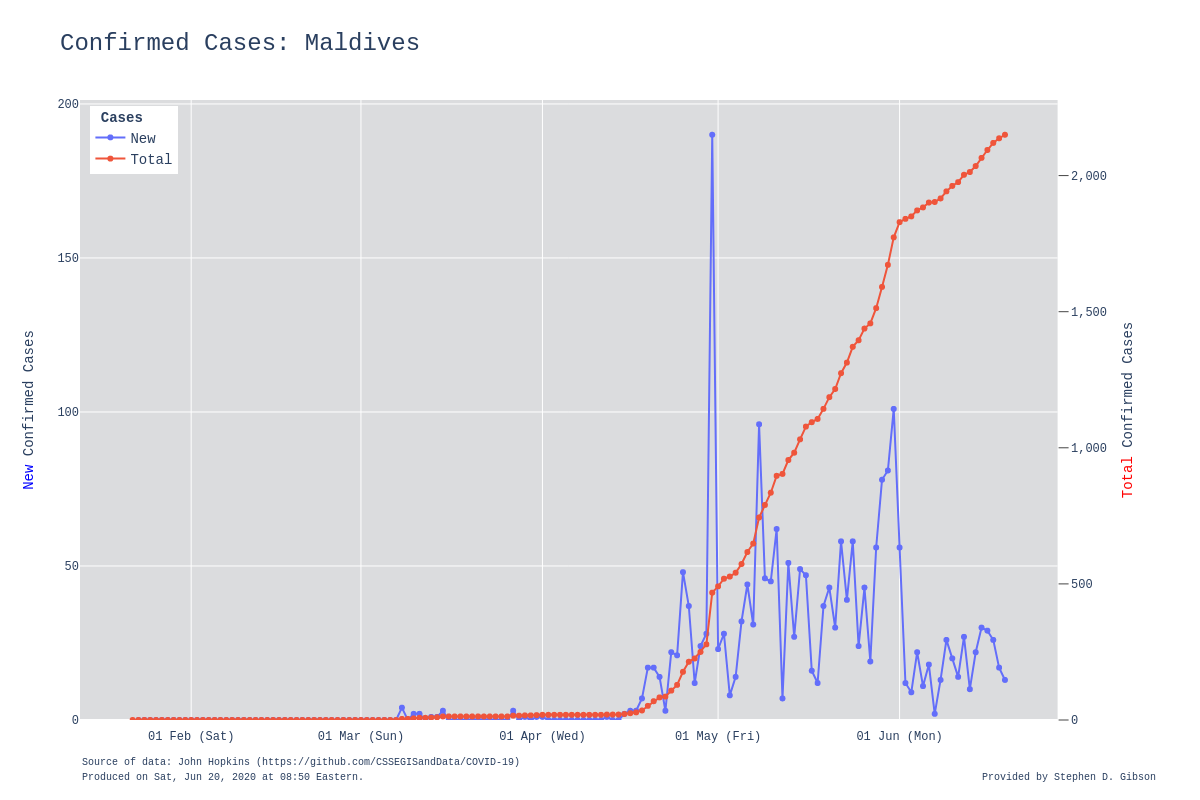 Confirmed Cases: Maldives
Cases
New
Total
200
150
100
50
0
2,000
1,500
1,000
500
0
New Confirmed Cases
Total Confirmed Cases
01 Feb (Sat)
01 Mar (Sun)
01 Apr (Wed)
01 May (Fri)
01 Jun (Mon)
Source of data: John Hopkins (https://github.com/CSSEGISandData/COVID-19)
Produced on Sat, Jun 20, 2020 at 08:50 Eastern.
Provided by Stephen D. Gibson